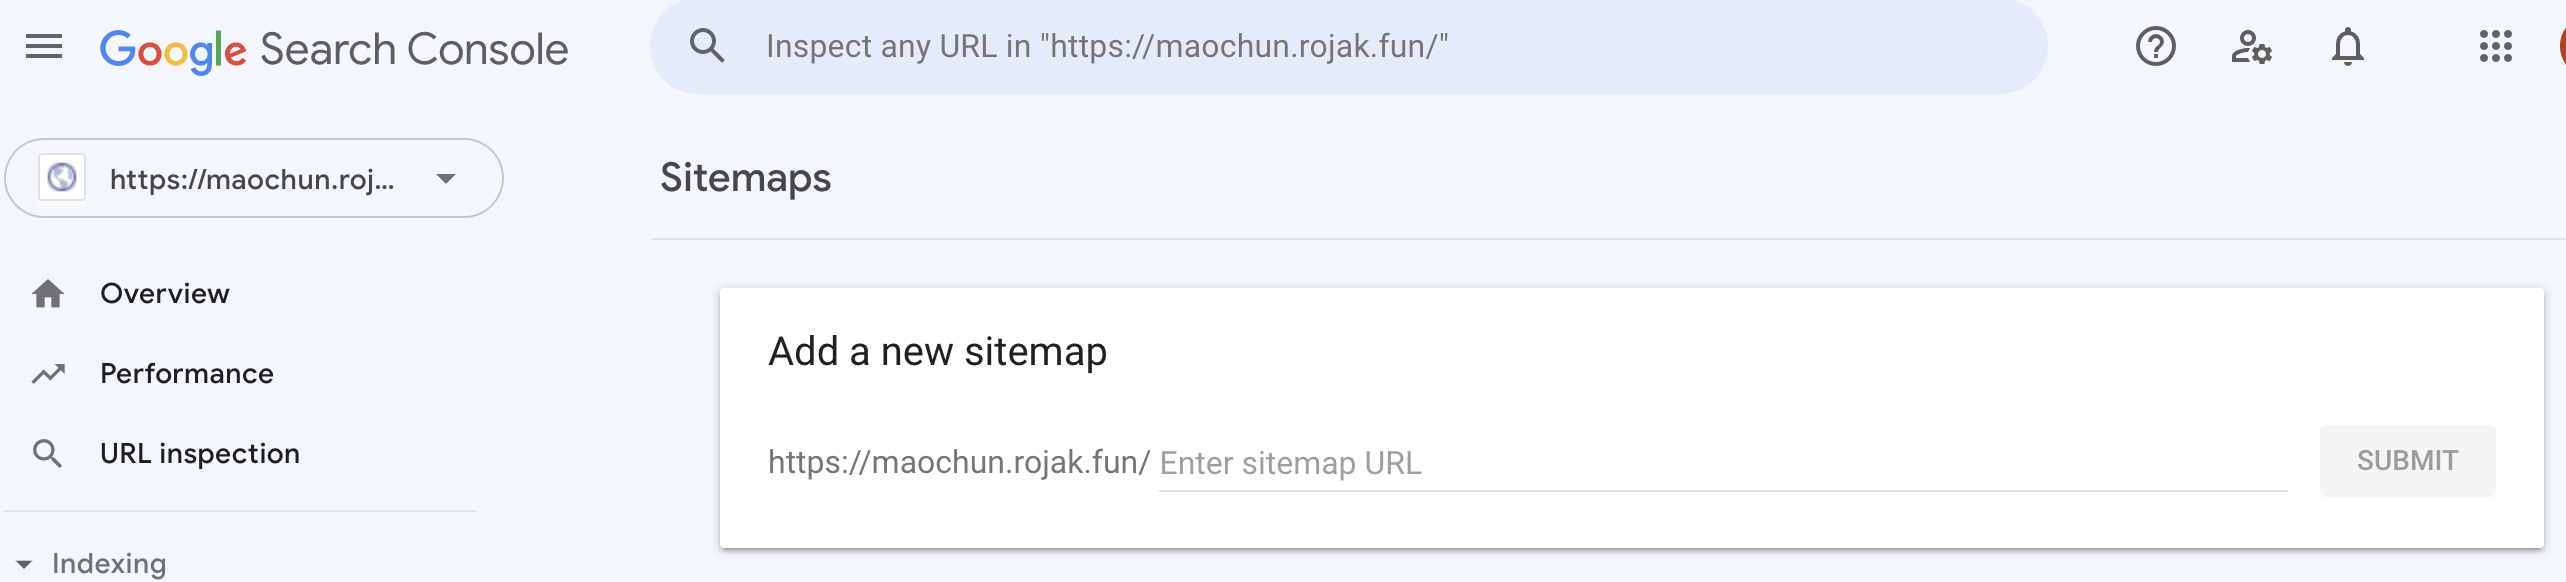 Google Search Console
Inspect any URL in "https://maochun.rojak.fun/"
https://maochun.roj...
Sitemaps
Overview
Performance
URL inspection
Indexing
Add a new sitemap
https://maochun.rojak.fun/ Enter sitemap URL
SUBMIT